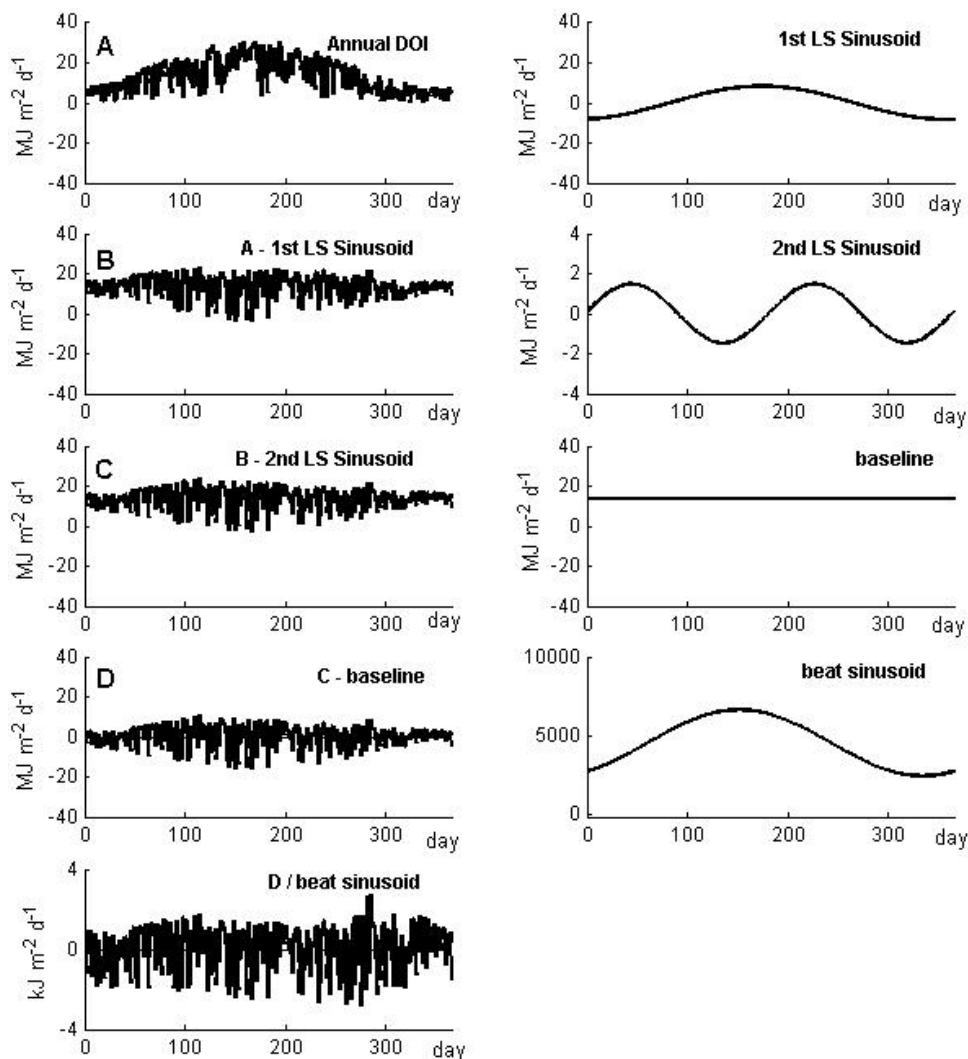 A
Annual DOI
40
20
0
-20
-40
MJ m-2 d-1
0 100 200 300 day
1st LS Sinusoid
40
20
0
-20
-40
MJ m-2 d-1
0 100 200 300 day
B
A - 1st LS Sinusoid
40
20
0
-20
-40
MJ m-2 d-1
0 100 200 300 day
2nd LS Sinusoid
4
2
0
-2
-4
MJ m-2 d-1
0 100 200 300 day
C
B - 2nd LS Sinusoid
40
20
0
-20
-40
MJ m-2 d-1
0 100 200 300 day
baseline
40
20
0
-20
-40
MJ m-2 d-1
0 100 200 300 day
D
C - baseline
40
20
0
-20
-40
MJ m-2 d-1
0 100 200 300 day
beat sinusoid
10000
5000
0
0 100 200 300 day
D / beat sinusoid
4
0
-4
kJ m-2 d-1
0 100 200 300 day